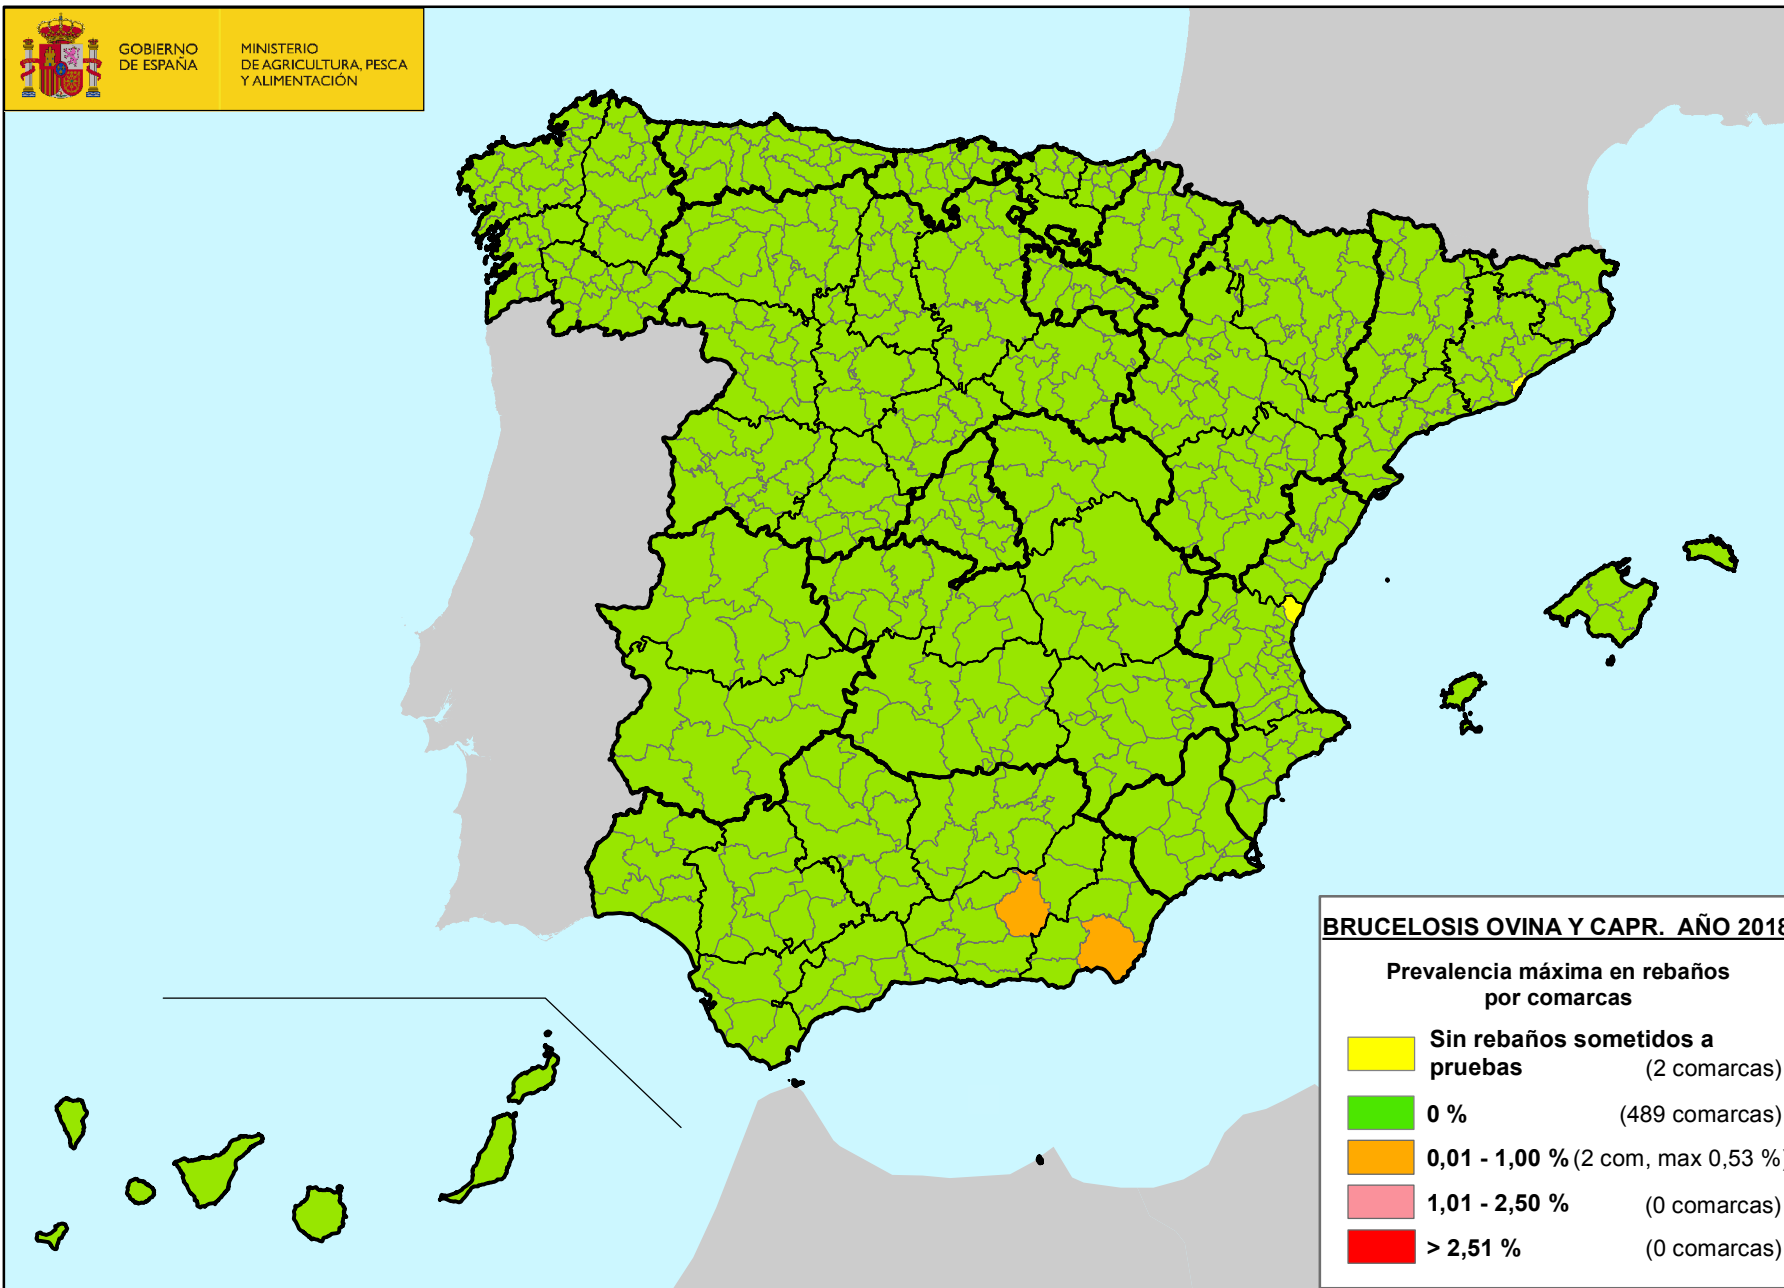 GOBIERNO
DE ESPAÑA
MINISTERIO
DE AGRICULTURA, PESCA
Y ALIMENTACIÓN
BRUCELOSIS OVINA Y CAPR. AÑO 2018
Prevalencia máxima en rebaños
por comarcas
Sin rebaños sometidos a
pruebas (2 comarcas)
0 % (489 comarcas)
0,01 - 1,00 % (2 com, max 0,53 %)
1,01 - 2,50 % (0 comarcas)
> 2,51 % (0 comarcas)